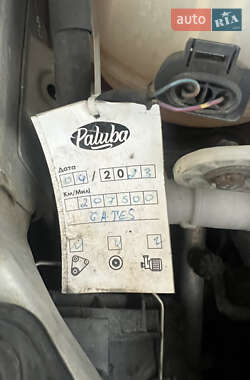 auto RIA
Paluba
Дата
09/2023
Км/Миль
207500
GATES